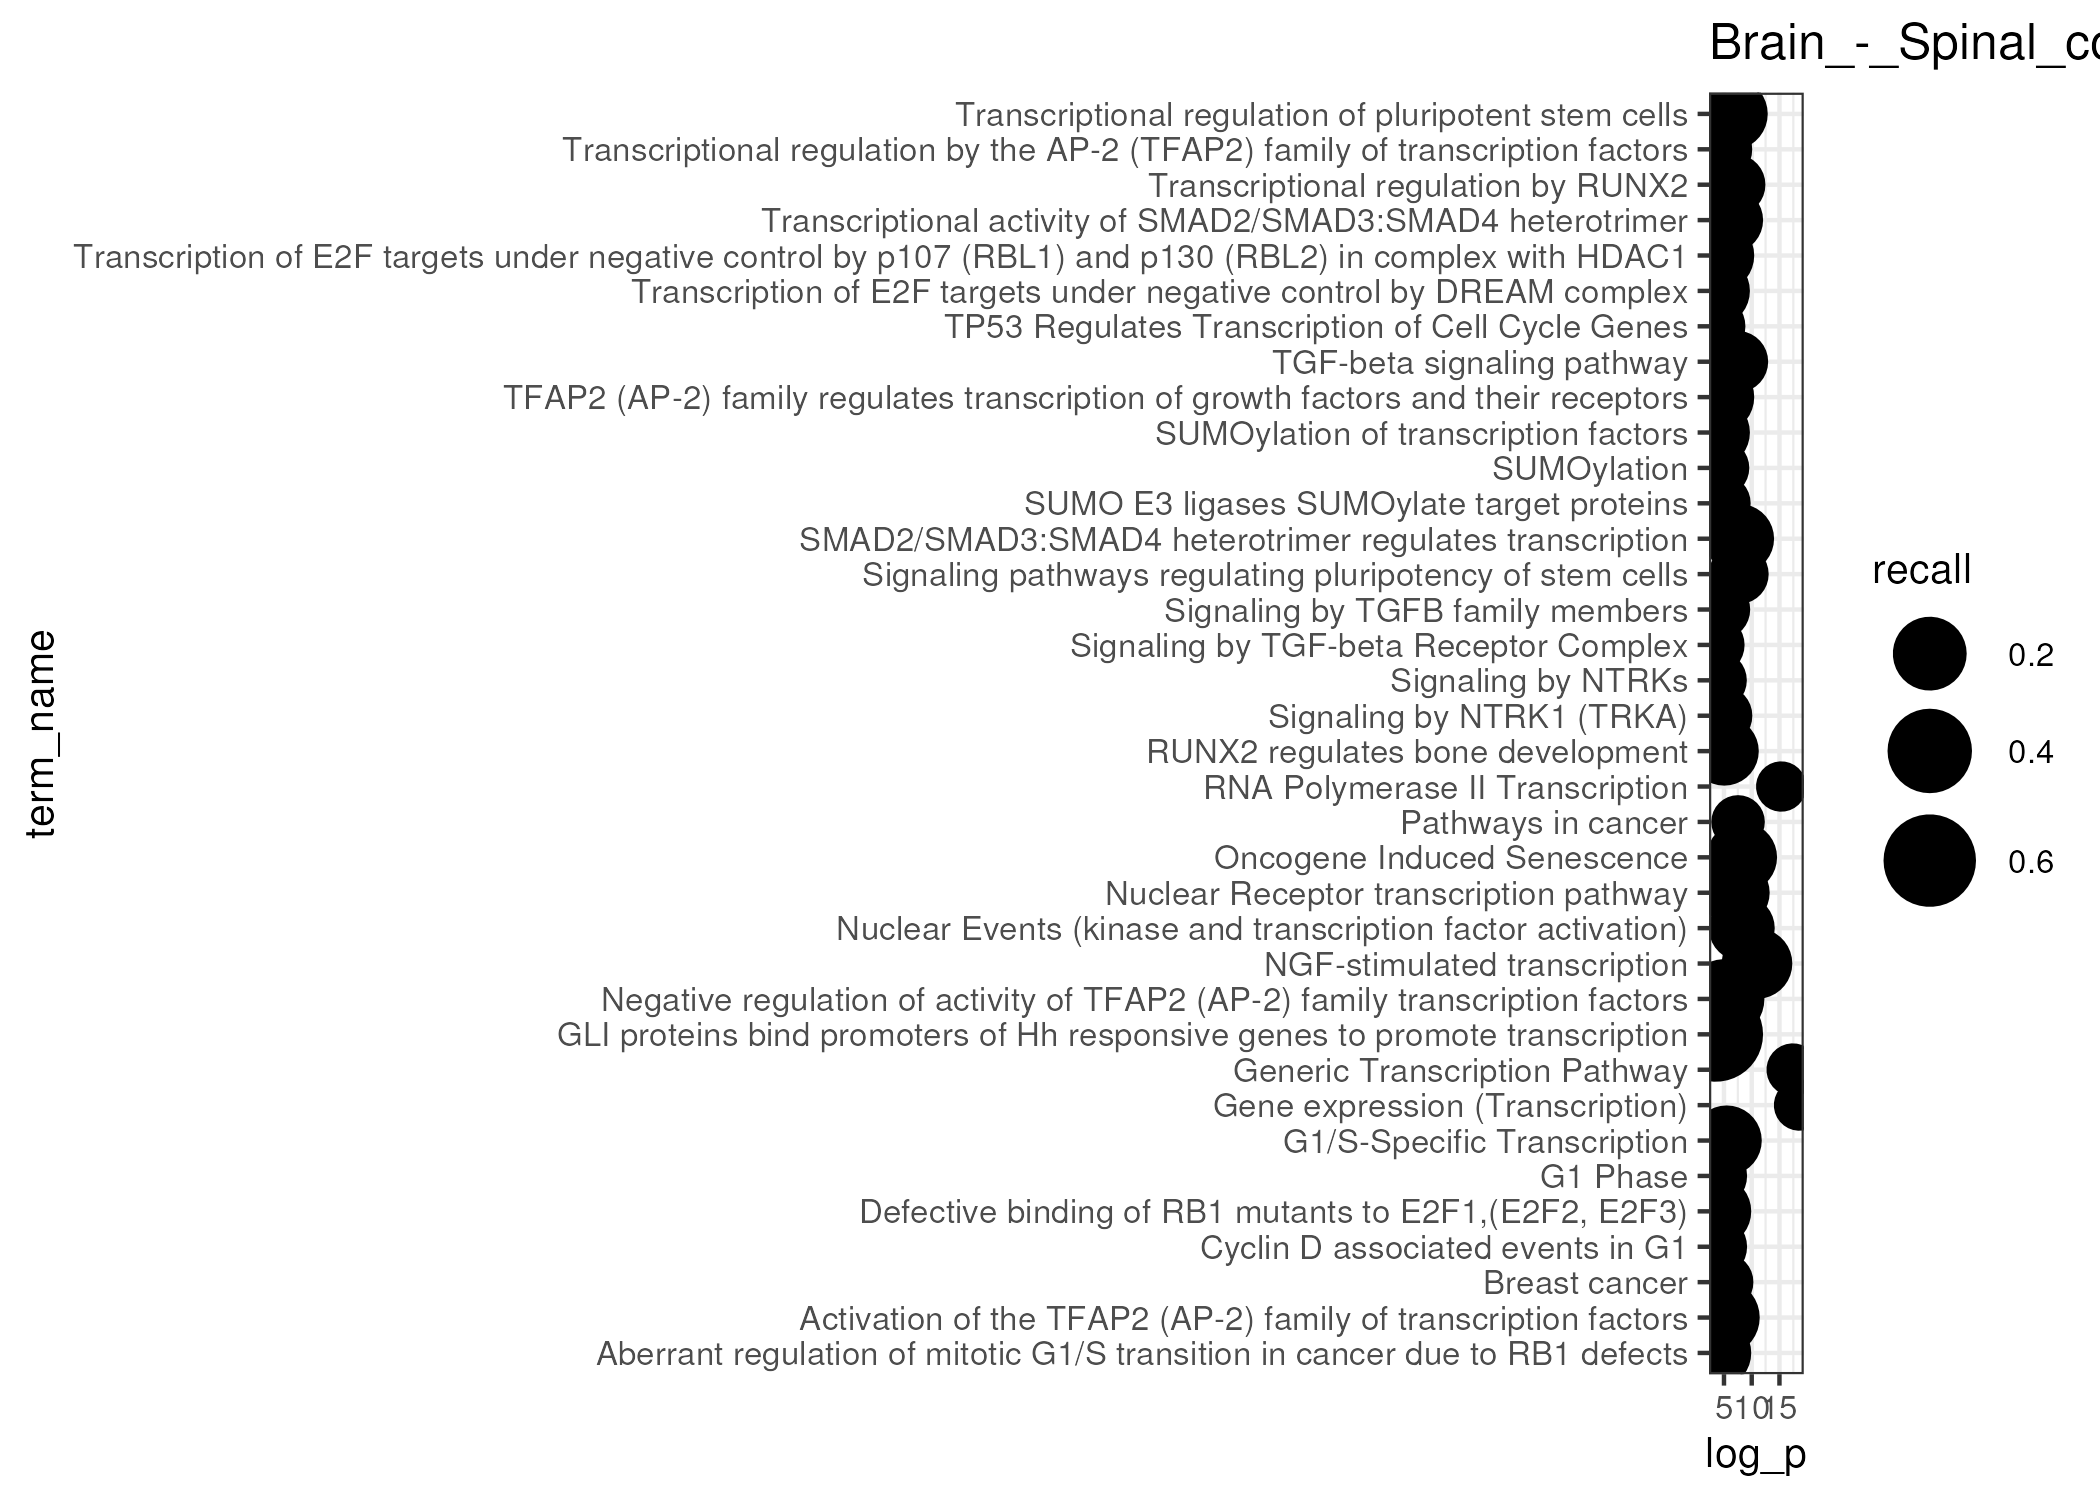 Brain_-_Spinal_co
Transcriptional regulation of pluripotent stem cells
Transcriptional regulation by the AP-2 (TFAP2) family of transcription factors
Transcriptional regulation by RUNX2
Transcriptional activity of SMAD2/SMAD3:SMAD4 heterotrimer
Transcription of E2F targets under negative control by p107 (RBL1) and p130 (RBL2) in complex with HDAC1
Transcription of E2F targets under negative control by DREAM complex
TP53 Regulates Transcription of Cell Cycle Genes
TGF-beta signaling pathway
TFAP2 (AP-2) family regulates transcription of growth factors and their receptors
SUMOylation of transcription factors
SUMOylation
SUMO E3 ligases SUMOylate target proteins
SMAD2/SMAD3:SMAD4 heterotrimer regulates transcription
Signaling pathways regulating pluripotency of stem cells
Signaling by TGFB family members
Signaling by TGF-beta Receptor Complex
Signaling by NTRKs
Signaling by NTRK1 (TRKA)
RUNX2 regulates bone development
RNA Polymerase II Transcription
Pathways in cancer
Oncogene Induced Senescence
Nuclear Receptor transcription pathway
Nuclear Events (kinase and transcription factor activation)
NGF-stimulated transcription
Negative regulation of activity of TFAP2 (AP-2) family transcription factors
GLI proteins bind promoters of Hh responsive genes to promote transcription
Generic Transcription Pathway
Gene expression (Transcription)
G1/S-Specific Transcription
G1 Phase
Defective binding of RB1 mutants to E2F1,(E2F2, E2F3)
Cyclin D associated events in G1
Breast cancer
Activation of the TFAP2 (AP-2) family of transcription factors
Aberrant regulation of mitotic G1/S transition in cancer due to RB1 defects
term_name
5 10 15
log_p
recall
0.2
0.4
0.6